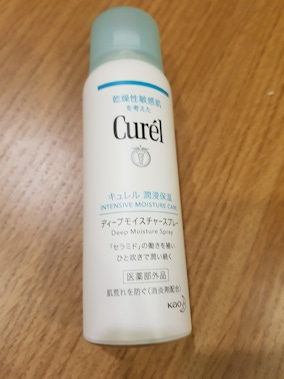 乾燥性敏感肌
を考えた
Curél
キュレル 潤浸保湿
INTENSIVE MOISTURE CARE
ディープモイスチャースプレー
Deep Moisture Spray
「セラミド」の働きを補い
ひと吹きで潤い続く
医薬部外品
肌荒れを防ぐ(消炎剤配合)
Kao